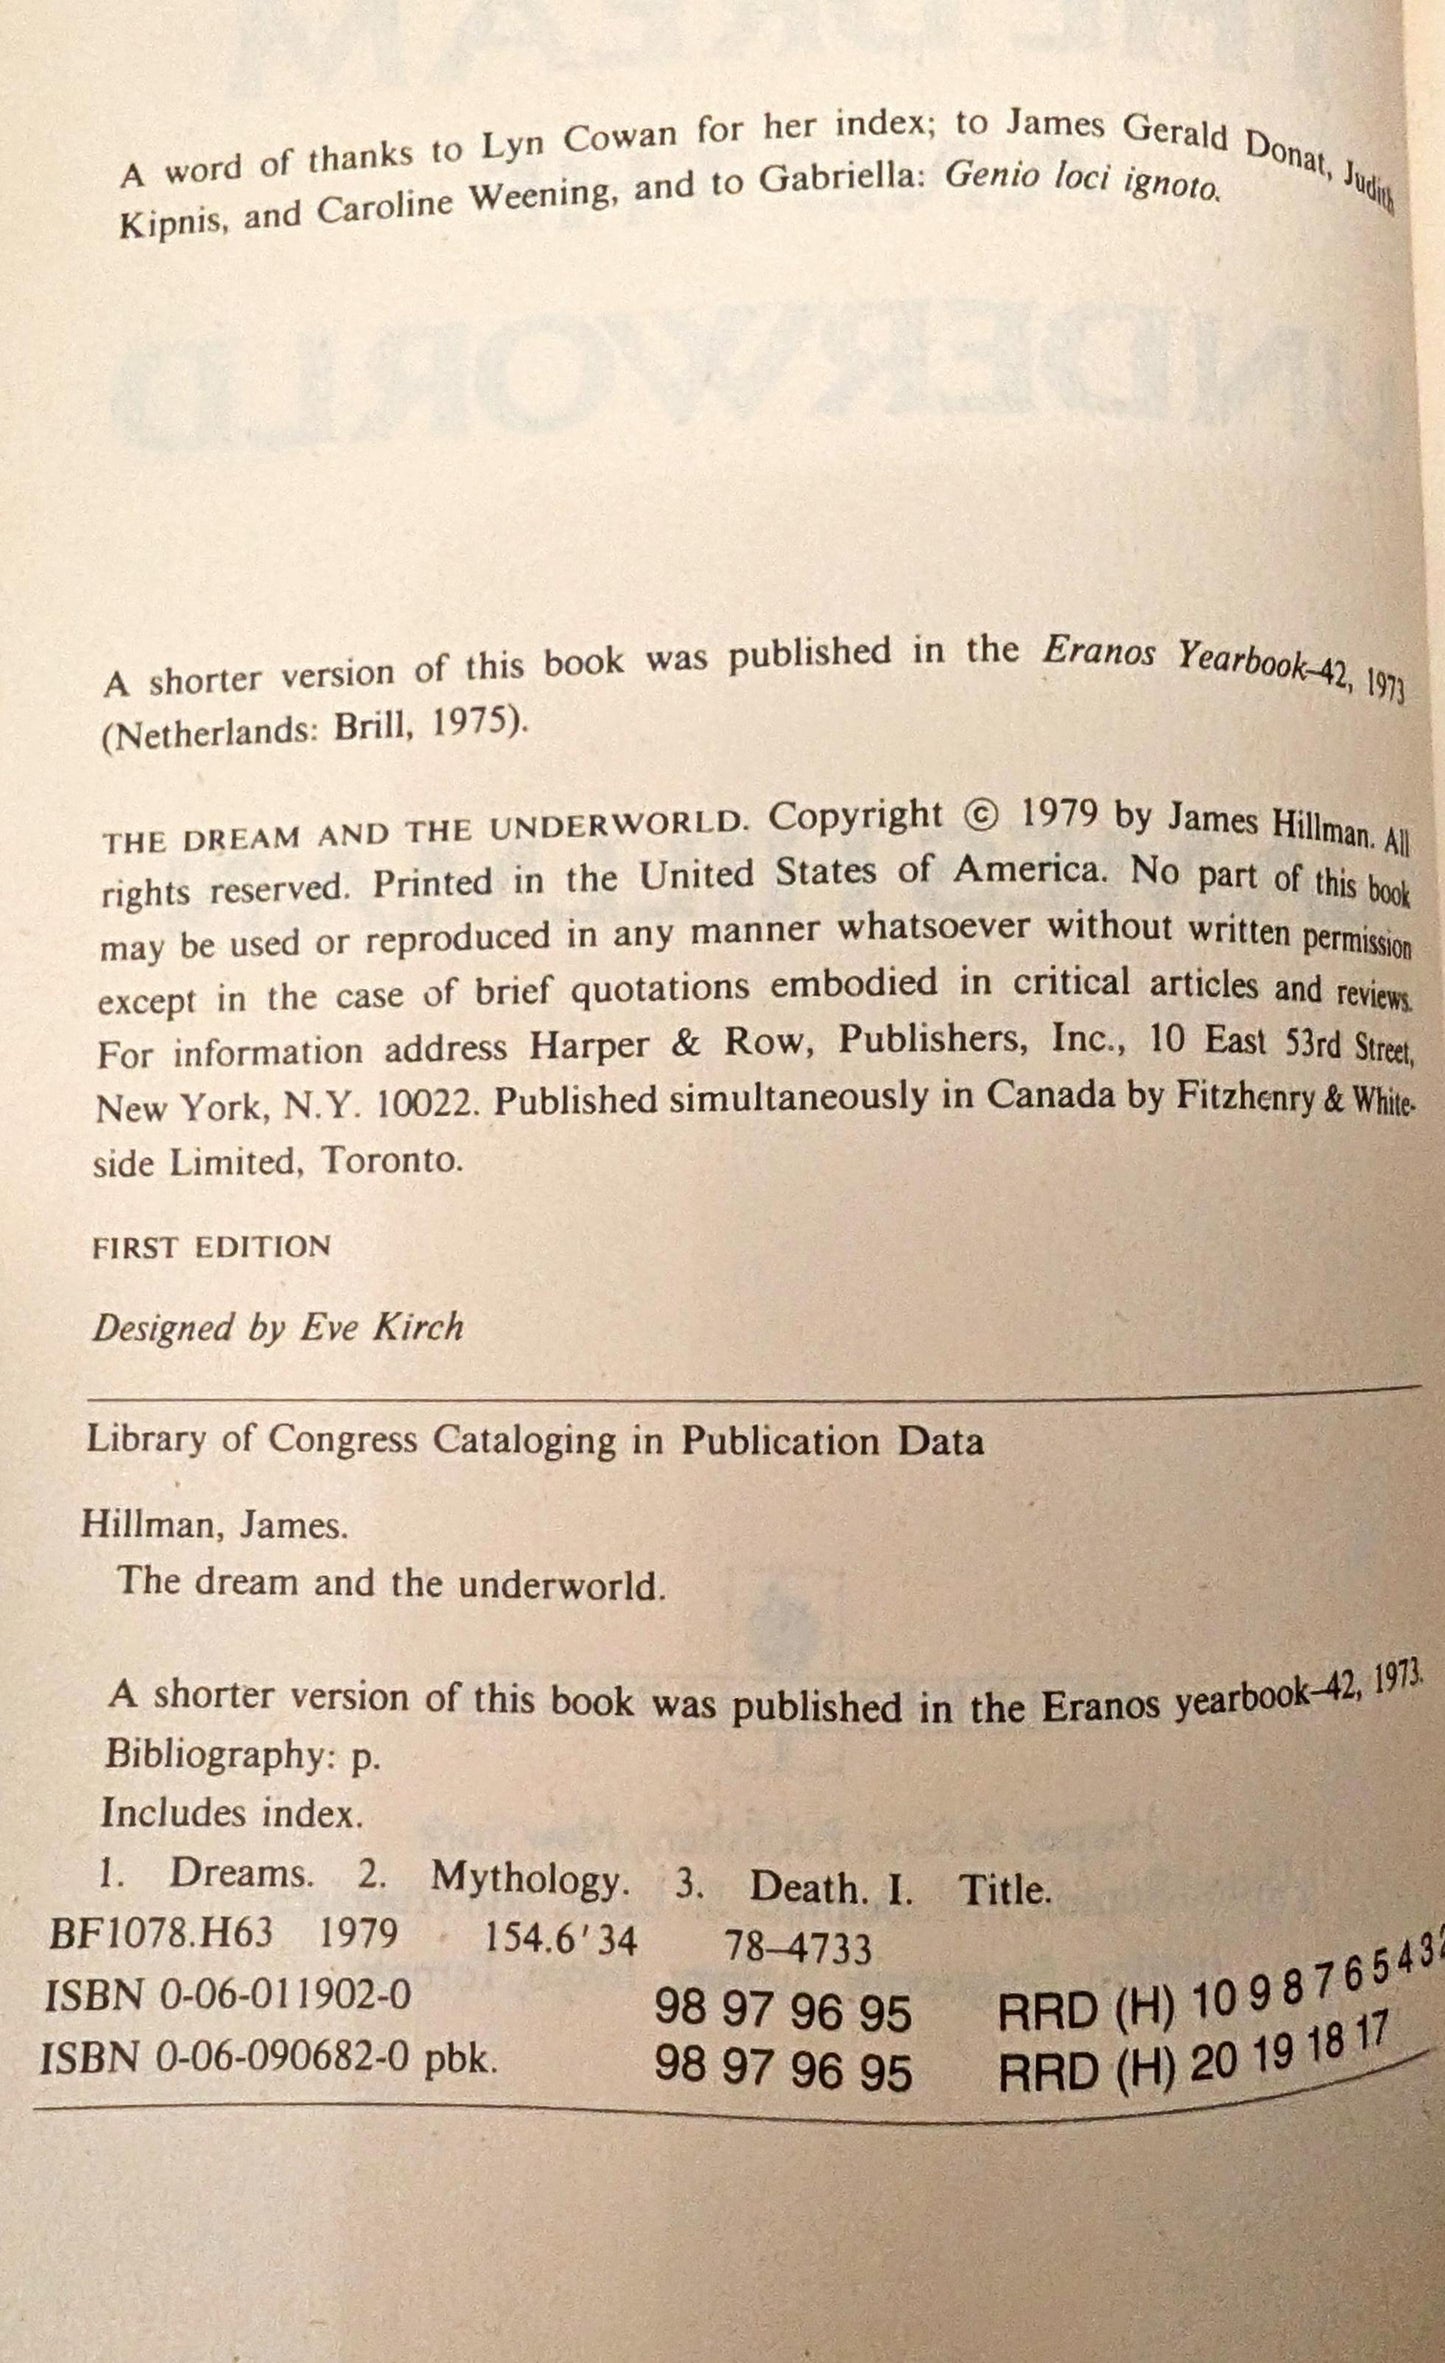 A word of thanks to Lyn Cowan for her index; to James Gerald Donat, Judith
Kipnis, and Caroline Weening, and to Gabriella: Genio loci ignoto.
A shorter version of this book was published in the Eranos Yearbook–42, 1973
(Netherlands: Brill, 1975).
THE DREAM AND THE UNDERWORLD. Copyright © 1979 by James Hillman. All
rights reserved. Printed in the United States of America. No part of this book
may be used or reproduced in any manner whatsoever without written permission
except in the case of brief quotations embodied in critical articles and reviews.
For information address Harper & Row, Publishers, Inc., 10 East 53rd Street,
New York, N.Y. 10022. Published simultaneously in Canada by Fitzhenry & White-
side Limited, Toronto.
FIRST EDITION
Designed by Eve Kirch
Library of Congress Cataloging in Publication Data
Hillman, James.
The dream and the underworld.
A shorter version of this book was published in the Eranos yearbook–42, 1973.
Bibliography: p.
Includes index.
1. Dreams. 2. Mythology. 3. Death. I. Title.
BF1078.H63 1979 154.6'34 78–4733
ISBN 0-06-011902-0 98 97 96 95 RRD (H) 10 9 8 7 6 5 4 3 2
ISBN 0-06-090682-0 pbk. 98 97 96 95 RRD (H) 20 19 18 17